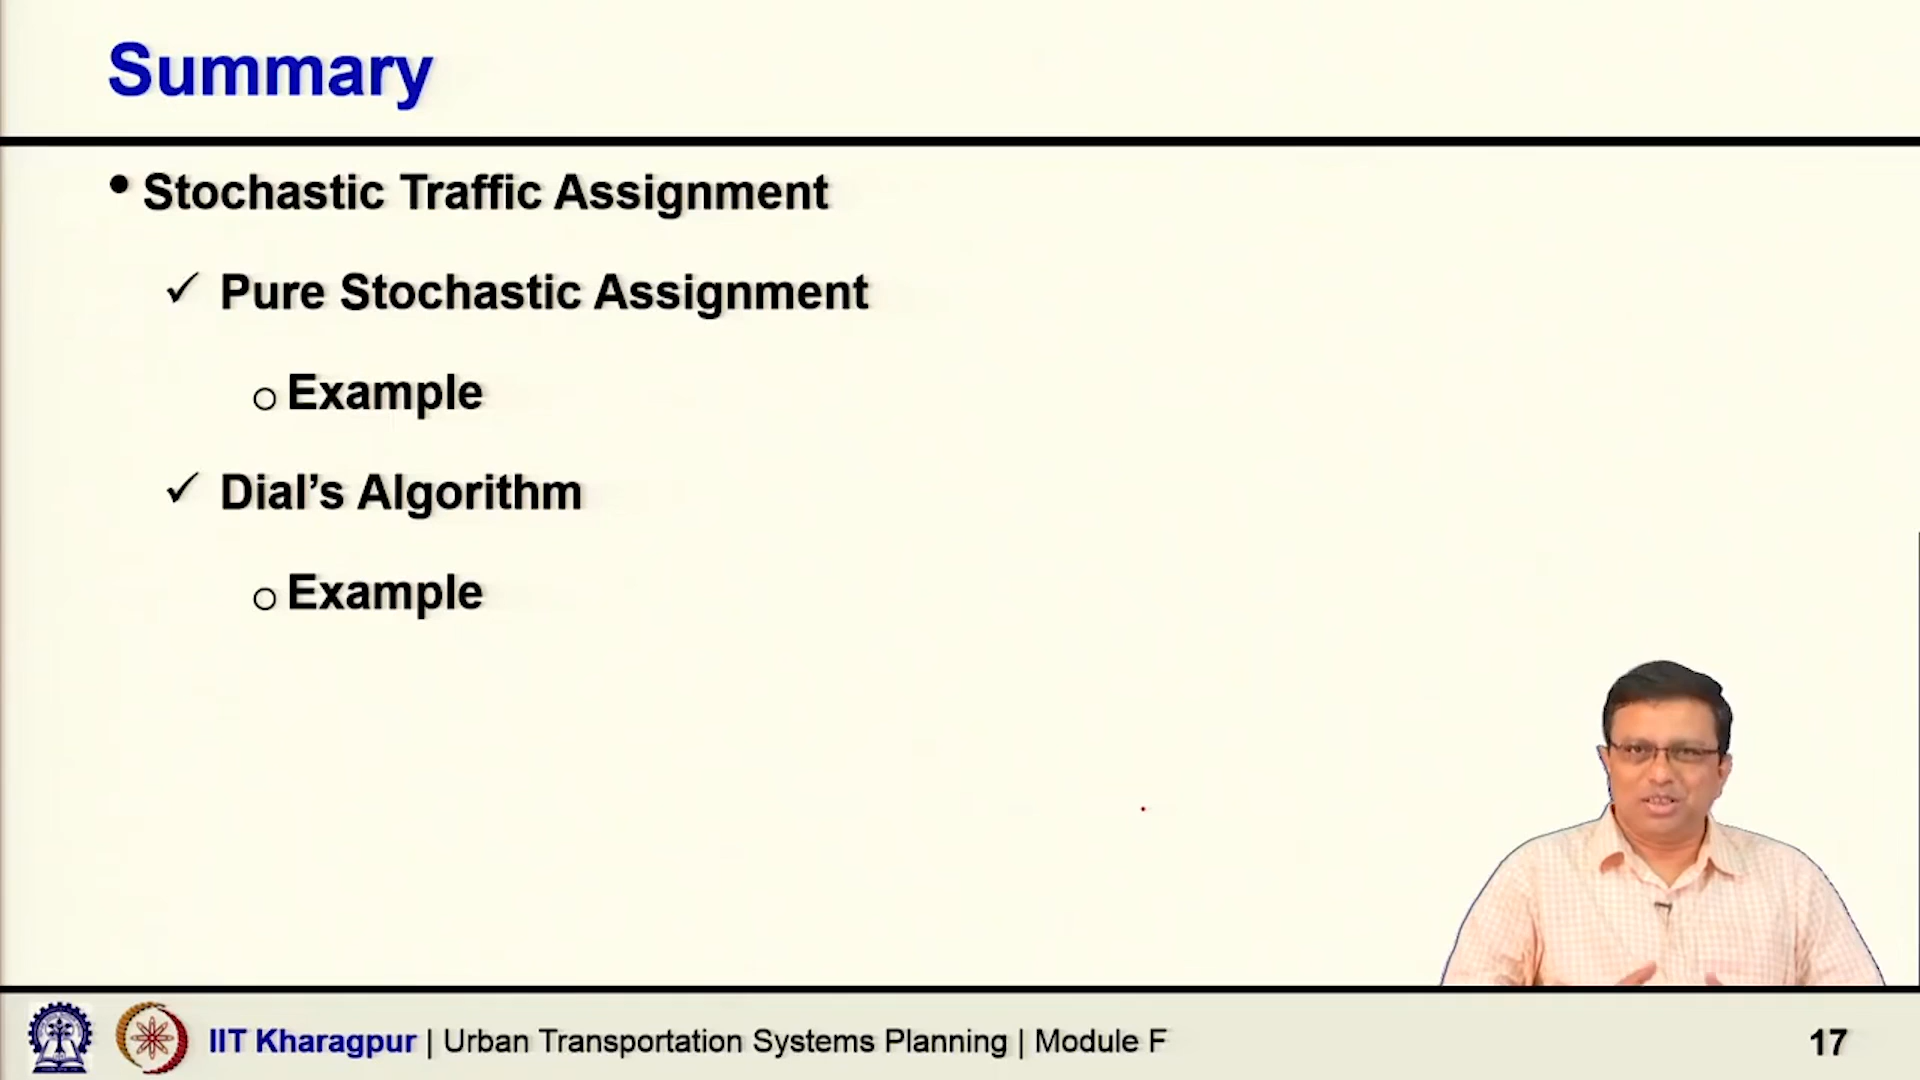 Summary
• Stochastic Traffic Assignment
✓ Pure Stochastic Assignment
o Example
✓ Dial’s Algorithm
o Example
IIT Kharagpur | Urban Transportation Systems Planning | Module F
17